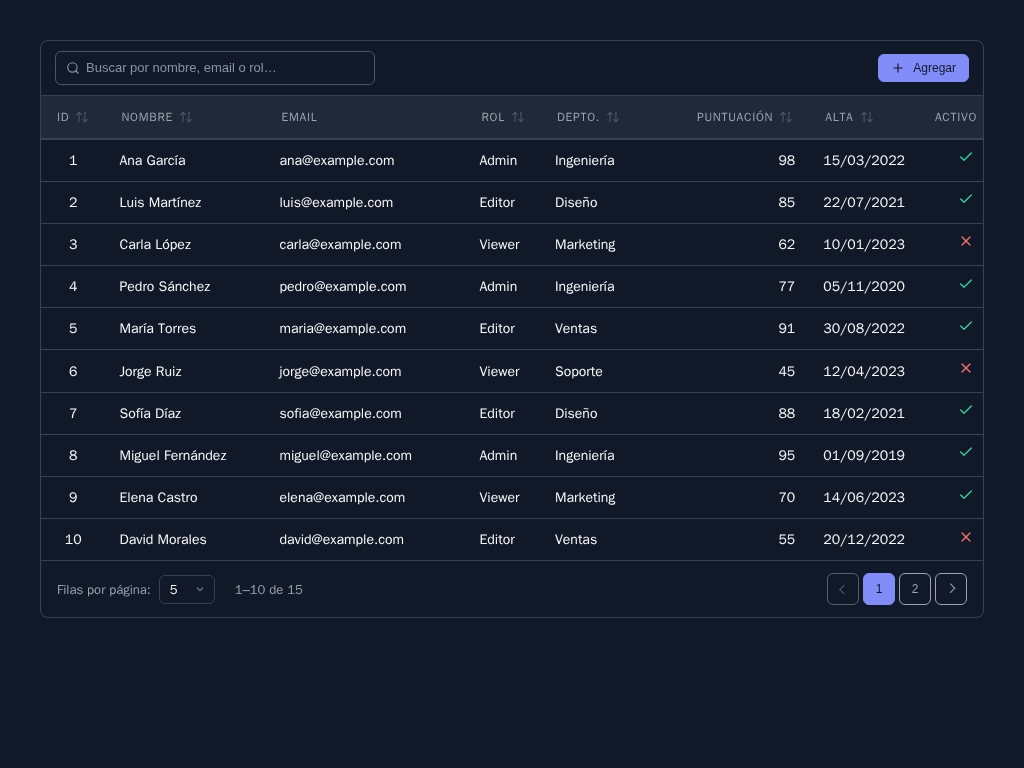 Buscar por nombre, email o rol...
Agregar
ID NOMBRE EMAIL ROL DEPTO. PUNTUACIÓN ALTA ACTIVO
1 Ana García ana@example.com Admin Ingeniería 98 15/03/2022
2 Luis Martínez luis@example.com Editor Diseño 85 22/07/2021
3 Carla López carla@example.com Viewer Marketing 62 10/01/2023
4 Pedro Sánchez pedro@example.com Admin Ingeniería 77 05/11/2020
5 María Torres maria@example.com Editor Ventas 91 30/08/2022
6 Jorge Ruiz jorge@example.com Viewer Soporte 45 12/04/2023
7 Sofía Díaz sofia@example.com Editor Diseño 88 18/02/2021
8 Miguel Fernández miguel@example.com Admin Ingeniería 95 01/09/2019
9 Elena Castro elena@example.com Viewer Marketing 70 14/06/2023
10 David Morales david@example.com Editor Ventas 55 20/12/2022
Filas por página: 5 1–10 de 15 1 2